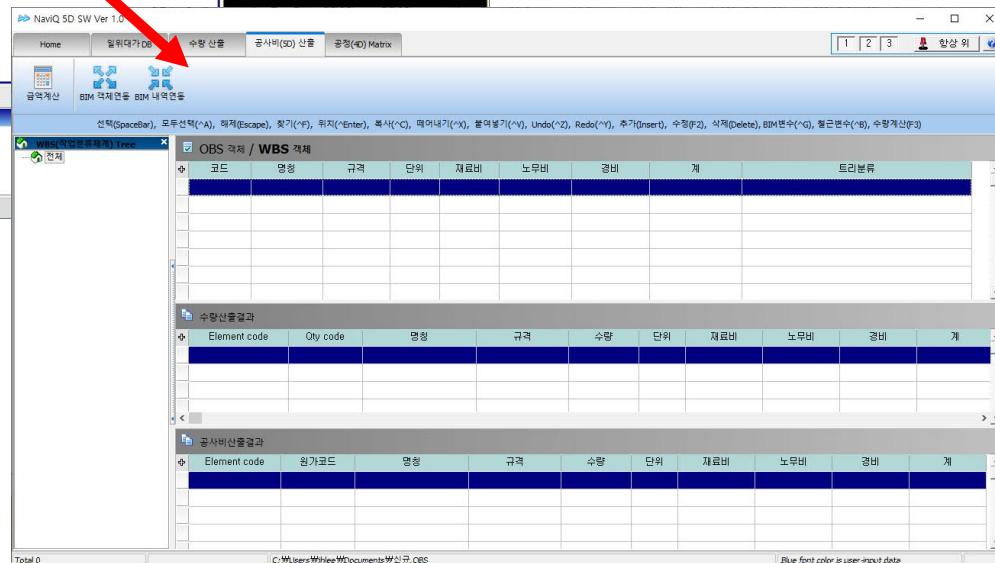 NaviQ 5D SW Ver 1.0
Home 일위대가 DB 수량 산출 공사비(5D) 산출 공정(4D) Matrix 1 2 3 항상 위
금액계산 BIM 객체연동 BIM 내역연동
선택(SpaceBar), 모두선택(^A), 해제(Escape), 찾기(^F), 위치(^Enter), 복사(^C), 떼어내기(^X), 붙여넣기(^V), Undo(^Z), Redo(^Y), 추가(Insert), 수정(F2), 삭제(Delete), BIM변수(^G), 철근변수(^B), 수량계산(F3)
WBS(작업분류체계) Tree
전체
OBS 객체 / WBS 객체
코드 명칭 규격 단위 재료비 노무비 경비 계 트리분류
수량산출결과
Element code Qty code 명칭 규격 수량 단위 재료비 노무비 경비 계
공사비산출결과
Element code 원가코드 명칭 규격 수량 단위 재료비 노무비 경비 계
Total 0 C:₩Users₩jhlee₩Documents₩신규.OBS Blue font color is user-input data